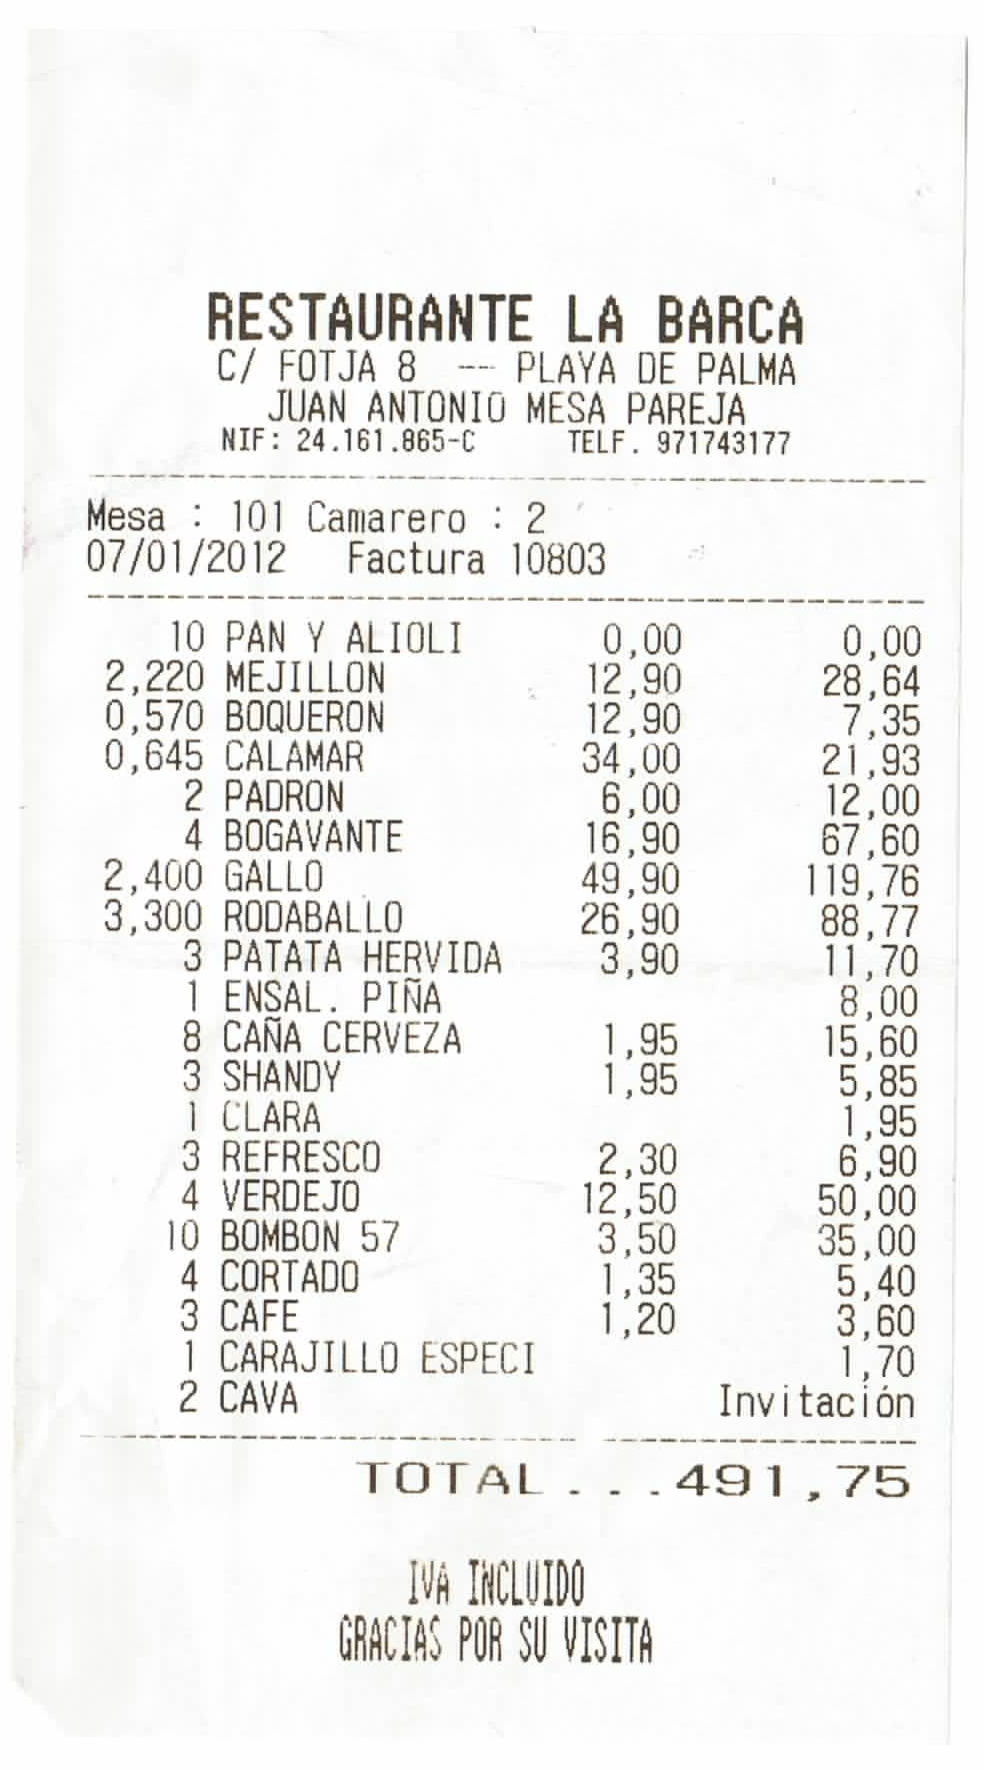 RESTAURANTE LA BARCA
C/ FOTJA 8 --- PLAYA DE PALMA
JUAN ANTONIO MESA PAREJA
NIF: 24.161.865-C TELF. 971743177
Mesa : 101 Camarero : 2
07/01/2012 Factura 10803
10 PAN Y ALIOLI 0,00 0,00
2,220 MEJILLON 12,90 28,64
0,570 BOQUERON 12,90 7,35
0,645 CALAMAR 34,00 21,93
2 PADRON 6,00 12,00
4 BOGAVANTE 16,90 67,60
2,400 GALLO 49,90 119,76
3,300 RODABALLO 26,90 88,77
3 PATATA HERVIDA 3,90 11,70
1 ENSAL. PIÑA 8,00
8 CAÑA CERVEZA 1,95 15,60
3 SHANDY 1,95 5,85
1 CLARA 1,95
3 REFRESCO 2,30 6,90
4 VERDEJO 12,50 50,00
10 BOMBON 57 3,50 35,00
4 CORTADO 1,35 5,40
3 CAFE 1,20 3,60
1 CARAJILLO ESPECI 1,70
2 CAVA Invitación
TOTAL...491,75
IVA INCLUIDO
GRACIAS POR SU VISITA